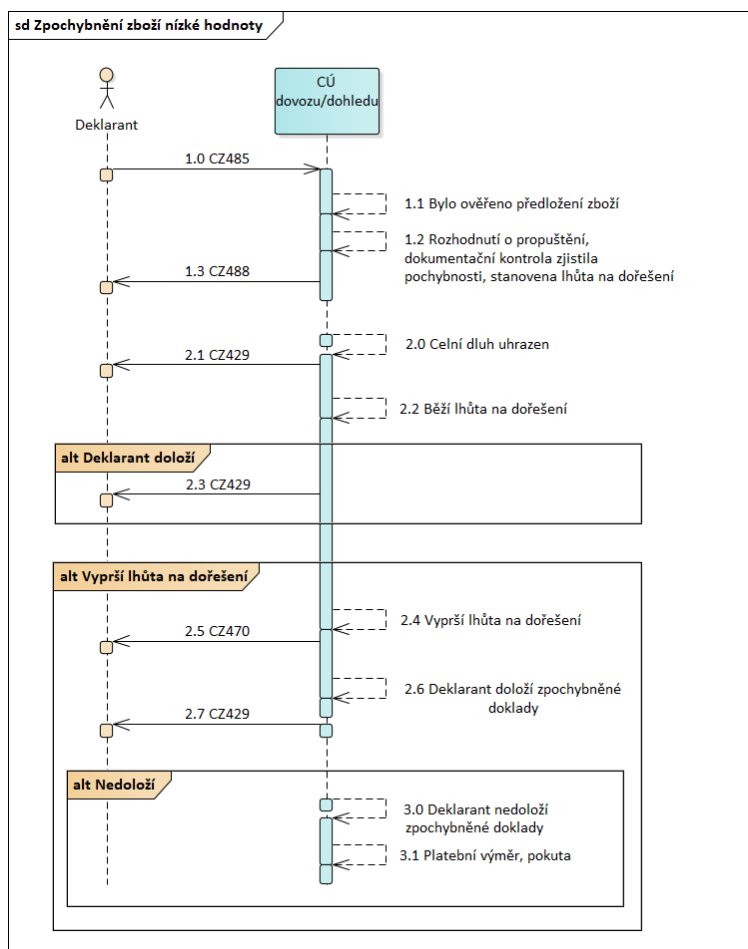 sd Zpochybnění zboží nízké hodnoty
CÚ
dovozu/dohledu
Deklarant
1.0 CZ485
1.1 Bylo ověřeno předložení zboží
1.2 Rozhodnutí o propuštění,
dokumentační kontrola zjistila
pochybnosti, stanovena lhůta na dořešení
1.3 CZ488
2.0 Celní dluh uhrazen
2.1 CZ429
2.2 Běží lhůta na dořešení
alt Deklarant doloží
2.3 CZ429
alt Vyprší lhůta na dořešení
2.4 Vyprší lhůta na dořešení
2.5 CZ470
2.6 Deklarant doloží zpochybněné
doklady
2.7 CZ429
alt Nedoloží
3.0 Deklarant nedoloží
zpochybněné doklady
3.1 Platební výměr, pokuta